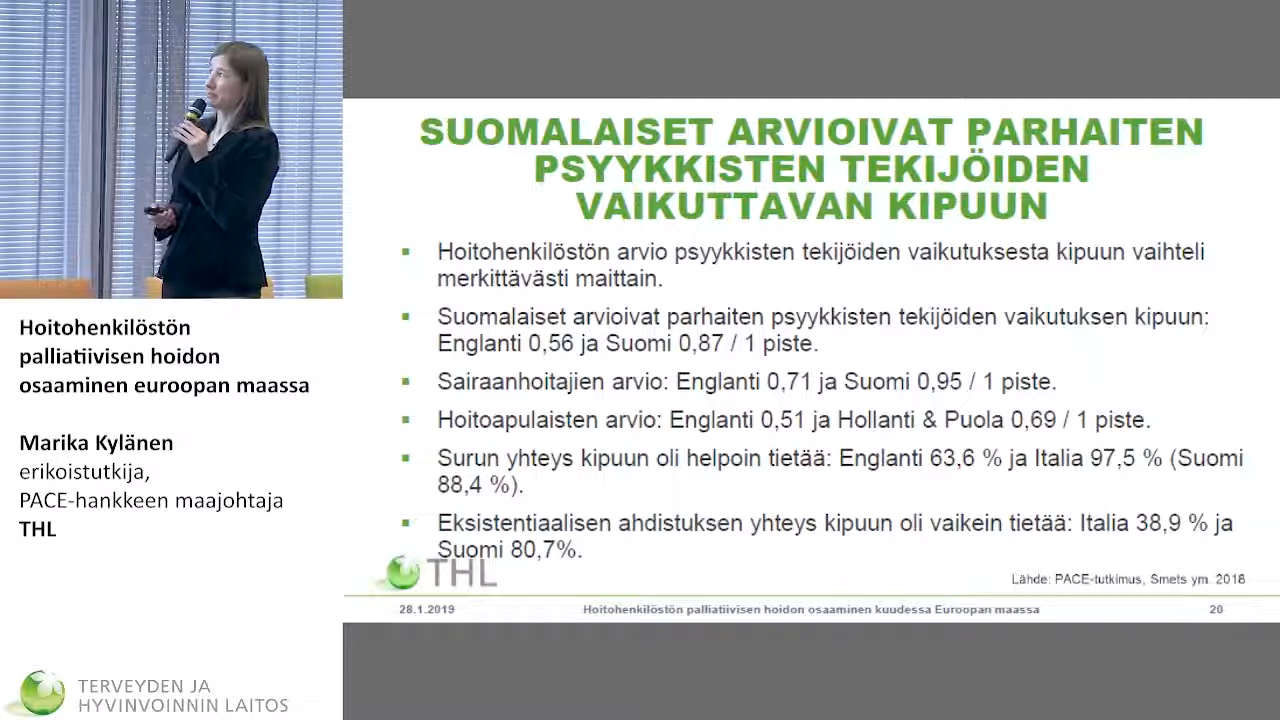 Hoitohenkilöstön
palliatiivisen hoidon
osaaminen euroopan maassa
Marika Kylänen
erikoistutkija,
PACE-hankkeen maajohtaja
THL
TERVEYDEN JA
HYVINVOINNIN LAITOS
SUOMALAISET ARVIOIVAT PARHAITEN
PSYYKKISTEN TEKIJÖIDEN
VAIKUTTAVAN KIPUUN
▪ Hoitohenkilöstön arvio psyykkisten tekijöiden vaikutuksesta kipuun vaihteli
merkittävästi maittain.
▪ Suomalaiset arvioivat parhaiten psyykkisten tekijöiden vaikutuksen kipuun:
Englanti 0,56 ja Suomi 0,87 / 1 piste.
▪ Sairaanhoitajien arvio: Englanti 0,71 ja Suomi 0,95 / 1 piste.
▪ Hoitoapulaisten arvio: Englanti 0,51 ja Hollanti & Puola 0,69 / 1 piste.
▪ Surun yhteys kipuun oli helpoin tietää: Englanti 63,6 % ja Italia 97,5 % (Suomi
88,4 %).
▪ Eksistentiaalisen ahdistuksen yhteys kipuun oli vaikein tietää: Italia 38,9 % ja
Suomi 80,7%.
THL
Lähde: PACE-tutkimus, Smets ym. 2018
28.1.2019 Hoitohenkilöstön palliatiivisen hoidon osaaminen kuudessa Euroopan maassa 20